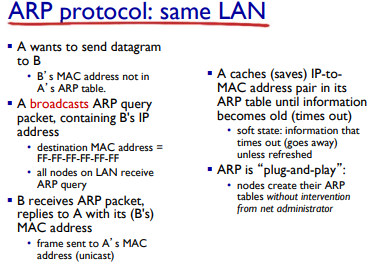 ARP protocol: same LAN
▪ A wants to send datagram
to B
• B's MAC address not in
A's ARP table.
▪ A broadcasts ARP query
packet, containing B's IP
address
• destination MAC address =
FF-FF-FF-FF-FF-FF
• all nodes on LAN receive
ARP query
▪ B receives ARP packet,
replies to A with its (B's)
MAC address
• frame sent to A's MAC
address (unicast)
▪ A caches (saves) IP-to-
MAC address pair in its
ARP table until information
becomes old (times out)
• soft state: information that
times out (goes away)
unless refreshed
▪ ARP is “plug-and-play”:
• nodes create their ARP
tables without intervention
from net administrator